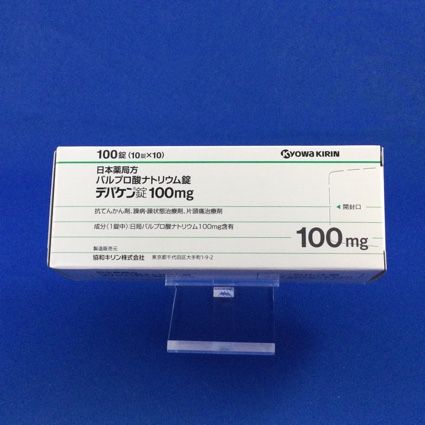 100錠 (10錠×10)
KYOWA KIRIN
日本薬局方
バルプロ酸ナトリウム錠
デパケン錠100mg
抗てんかん剤、躁病・躁状態治療剤、片頭痛治療剤
成分(1錠中):日局バルプロ酸ナトリウム100mg含有
◀ 開封口
100mg
製造販売元
協和キリン株式会社 東京都千代田区大手町1-9-2